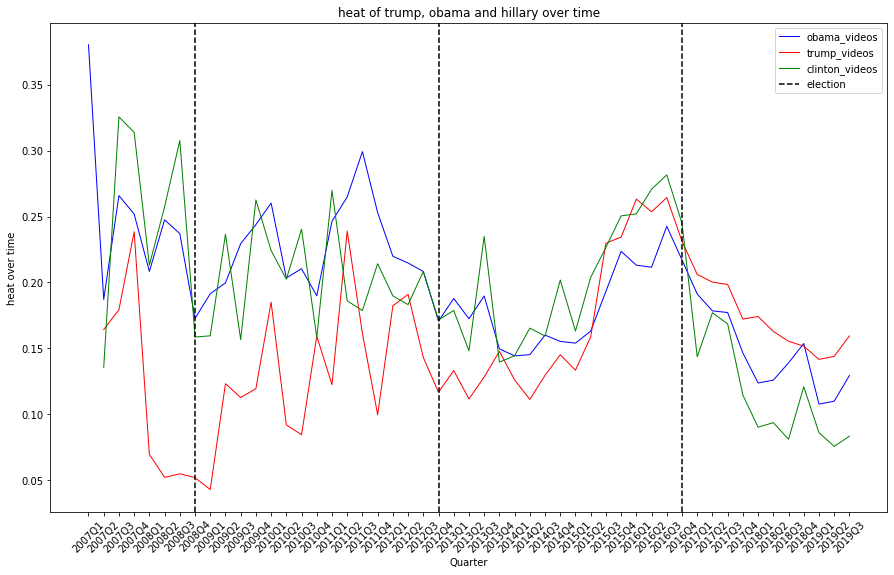 heat of trump, obama and hillary over time
obama_videos
trump_videos
clinton_videos
election
heat over time
0.35
0.30
0.25
0.20
0.15
0.10
0.05
2007Q1
2007Q2
2007Q3
2007Q4
2008Q1
2008Q2
2008Q3
2008Q4
2009Q1
2009Q2
2009Q3
2009Q4
2010Q1
2010Q2
2010Q3
2010Q4
2011Q1
2011Q2
2011Q3
2011Q4
2012Q1
2012Q2
2012Q3
2012Q4
2013Q1
2013Q2
2013Q3
2013Q4
2014Q1
2014Q2
2014Q3
2014Q4
2015Q1
2015Q2
2015Q3
2015Q4
2016Q1
2016Q2
2016Q3
2016Q4
2017Q1
2017Q2
2017Q3
2017Q4
2018Q1
2018Q2
2018Q3
2018Q4
2019Q1
2019Q2
2019Q3
Quarter